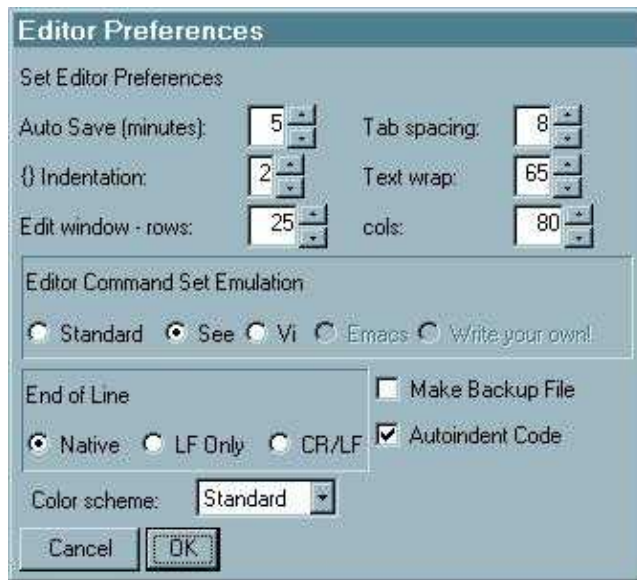 Editor Preferences
Set Editor Preferences
Auto Save (minutes): 5 Tab spacing: 8
{} Indentation: 2 Text wrap: 65
Edit window - rows: 25 cols: 80
Editor Command Set Emulation
Standard See Vi Emacs Write your own!
End of Line
Make Backup File
Native LF Only CR/LF
Autoindent Code
Color scheme: Standard
Cancel OK